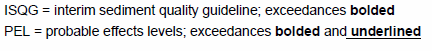 ISQG = interim sediment quality guideline; exceedances bolded
PEL = probable effects levels; exceedances bolded and underlined